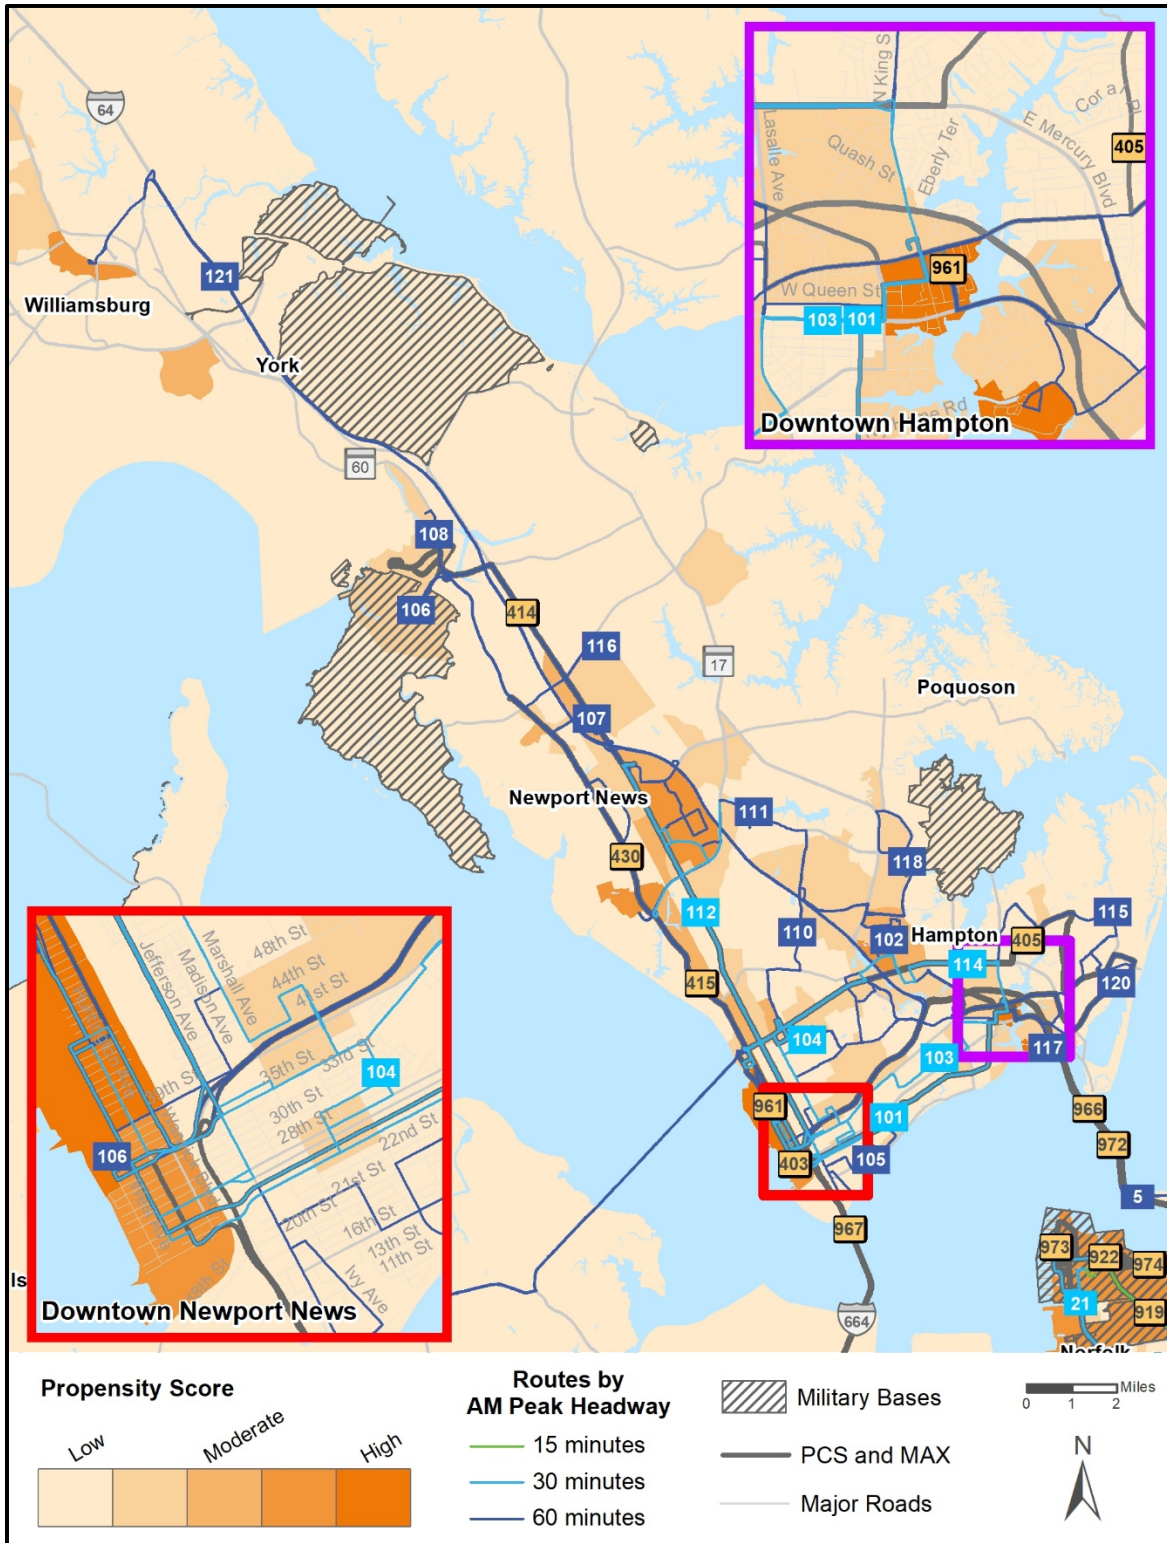 64
121
Williamsburg
York
60
108
106
414
116
107
17
Poquoson
Newport News
111
430
118
112
110
102
Hampton
405
115
114
120
415
104
103
117
961
101
966
403
105
972
967
5
973
922
974
21
919
664
Norfolk
N King S
Lasalle Ave
Quash St
Eberly Ter
Cor a Pl
E Mercury Blvd
405
961
W Queen St
103
101
Rd
Downtown Hampton
48th St
44th St
41st St
Marshall Ave
Madison Ave
Jefferson Ave
35th St
33rd St
39th St
104
30th St
28th St
22nd St
106
21st St
20th St
16th St
13th St
11th St
Ivy Ave
Is
Downtown Newport News
Propensity Score
Low
Moderate
High
Routes by
AM Peak Headway
15 minutes
30 minutes
60 minutes
Military Bases
PCS and MAX
Major Roads
Miles
0 1 2
N